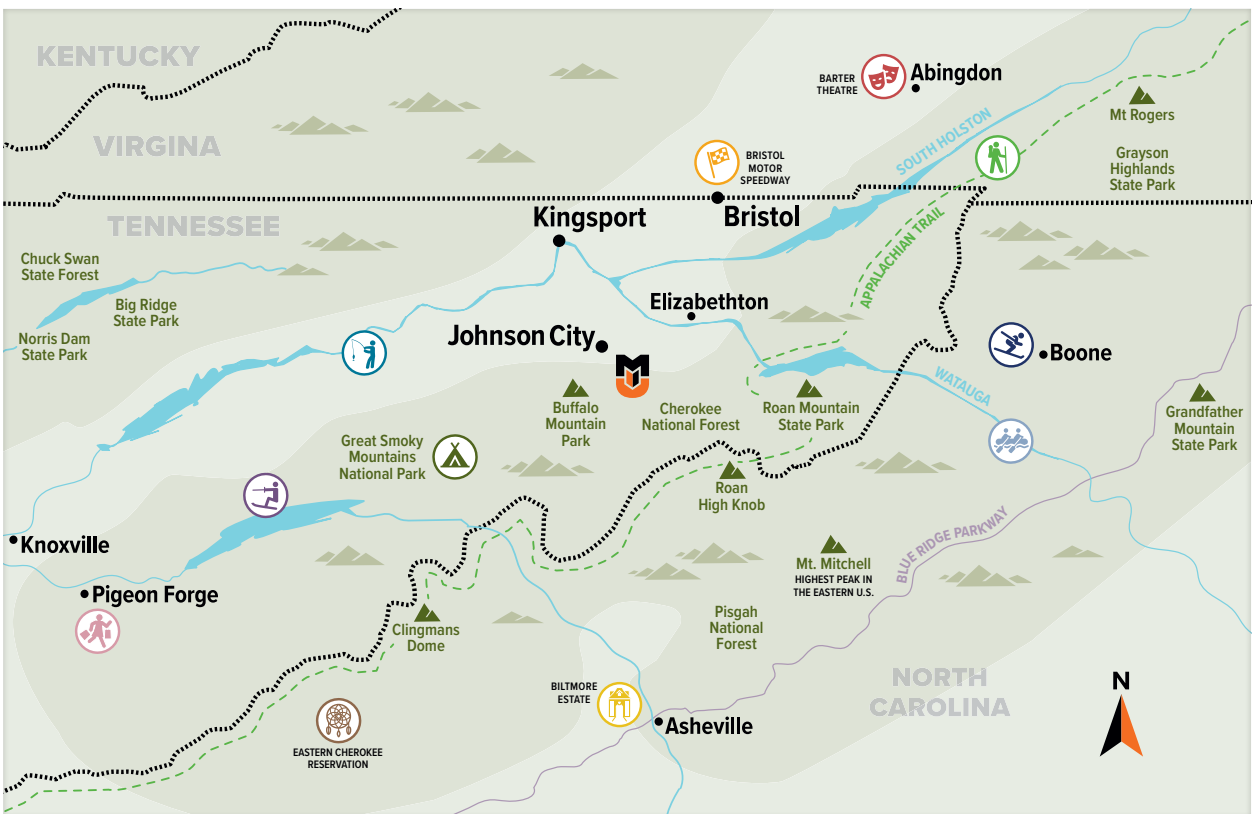 KENTUCKY
VIRGINA
TENNESSEE
BARTER
THEATRE
Abingdon
SOUTH HOLSTON
Mt Rogers
Grayson
Highlands
State Park
BRISTOL
MOTOR
SPEEDWAY
Kingsport
Bristol
APPALACHIAN TRAIL
Chuck Swan
State Forest
Big Ridge
State Park
Norris Dam
State Park
Elizabethton
Johnson City
Boone
WATAUGA
Buffalo
Mountain
Park
Cherokee
National Forest
Roan Mountain
State Park
Grandfather
Mountain
State Park
Great Smoky
Mountains
National Park
Roan
High Knob
Knoxville
Pigeon Forge
Mt. Mitchell
HIGHEST PEAK IN
THE EASTERN U.S.
BLUE RIDGE PARKWAY
Clingmans
Dome
Pisgah
National
Forest
NORTH
CAROLINA
BILTMORE
ESTATE
Asheville
EASTERN CHEROKEE
RESERVATION
N